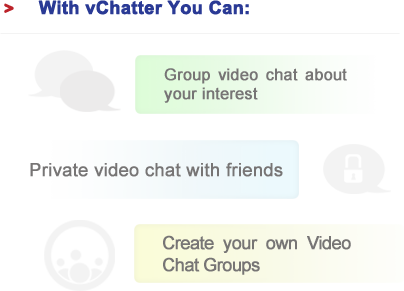 > With vChatter You Can:
Group video chat about
your interest
Private video chat with friends
Create your own Video
Chat Groups